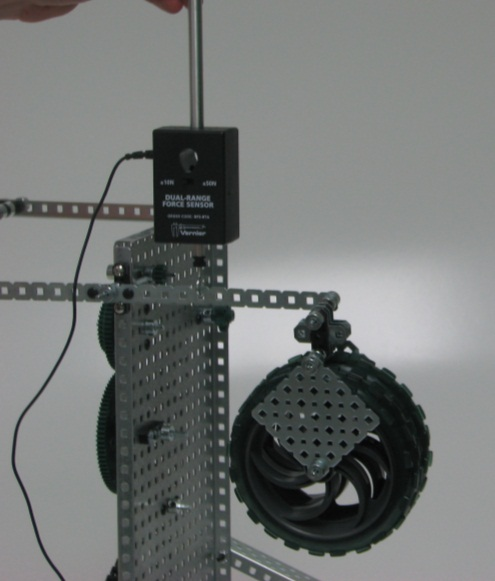 ±10N ±50N
DUAL-RANGE
FORCE SENSOR
Vernier